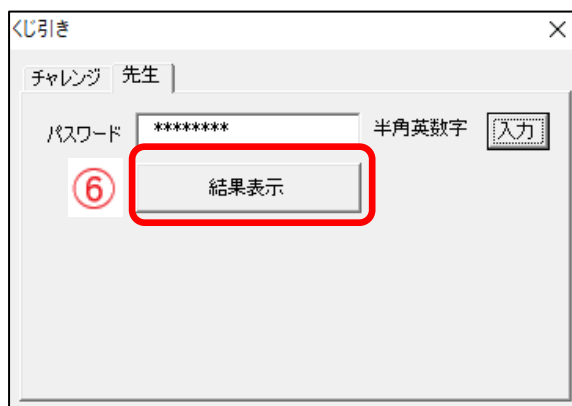 くじ引き
チャレンジ 先生
パスワード ******** 半角英数字 入力
⑥ 結果表示